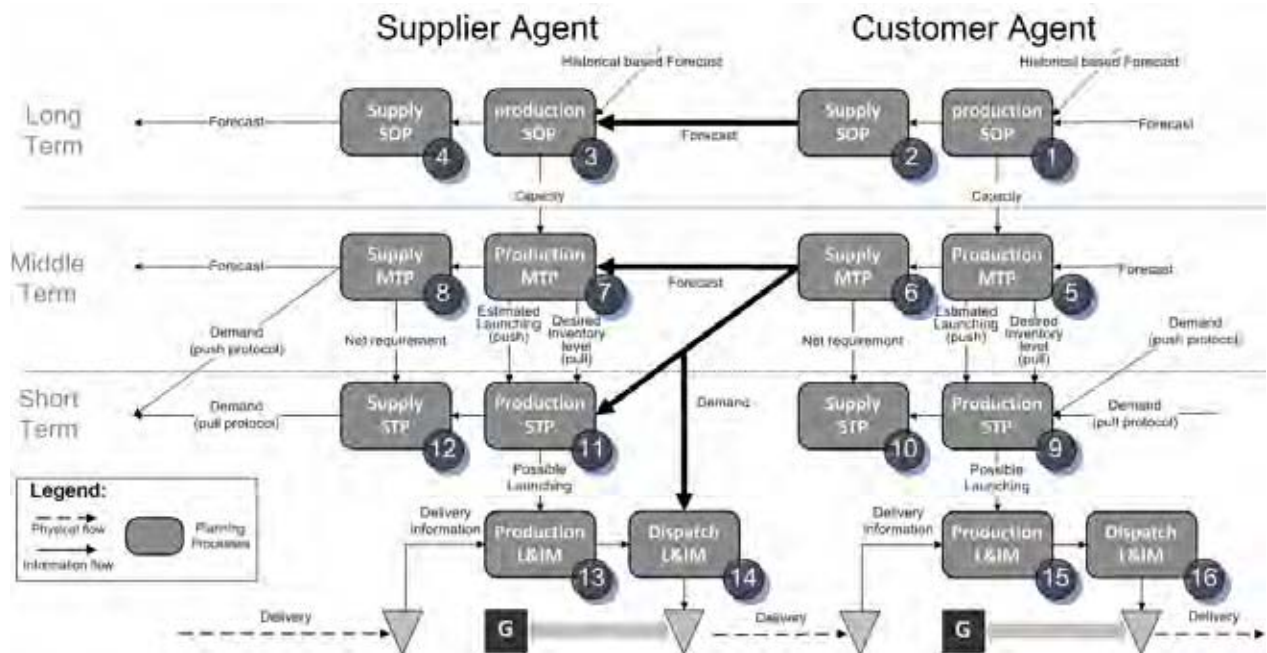 Supplier Agent
Customer Agent
Historical based Forecast
Historical based Forecast
Long
Term
Forecast
Supply
SOP
4
production
SOP
3
Forecast
Supply
SOP
2
production
SOP
1
Forecast
Capacity
Capacity
Middle
Term
Forecast
Supply
MTP
8
Production
MTP
7
Forecast
Supply
MTP
6
Production
MTP
5
Forecast
Demand
(push protocol)
Net requirement
Estimated
Launching
(push)
Desired
Inventory
level
(pull)
Net requirement
Estimated
Launching
(push)
Desired
Inventory
level
(pull)
Demand
(push protocol)
Short
Term
Demand
(pull protocol)
Supply
STP
12
Production
STP
11
Demand
Supply
STP
10
Production
STP
9
Demand
(pull protocol)
Possible
Launching
Possible
Launching
Legend:
Physical flow
Information flow
Planning
Processes
Delivery
Information
Production
L&IM
13
Dispatch
L&IM
14
Delivery
Information
Production
L&IM
15
Dispatch
L&IM
16
Delivery
G
Delivery
G
Delivery